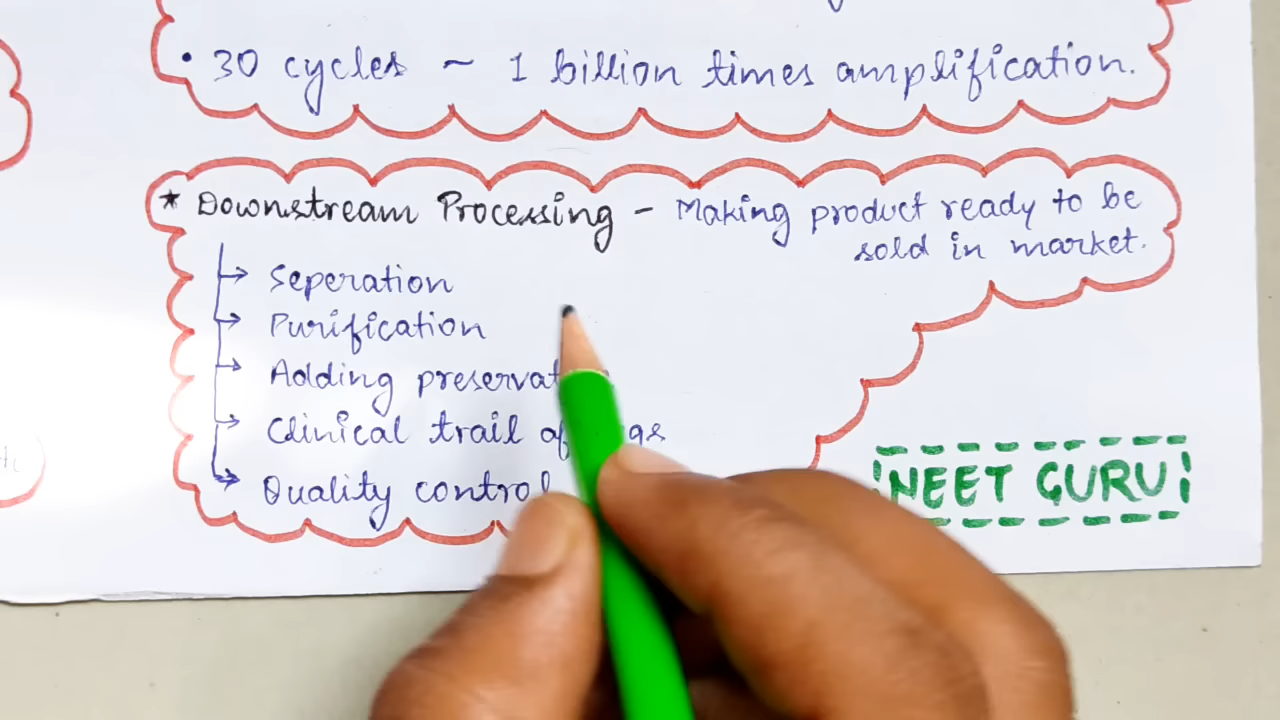 • 30 cycles ~ 1 billion times amplification.
* Downstream Processing - Making product ready to be
sold in market.
→ Seperation
→ Purification
→ Adding
→ Clinical trail of
→ Quality control
NEET GURU